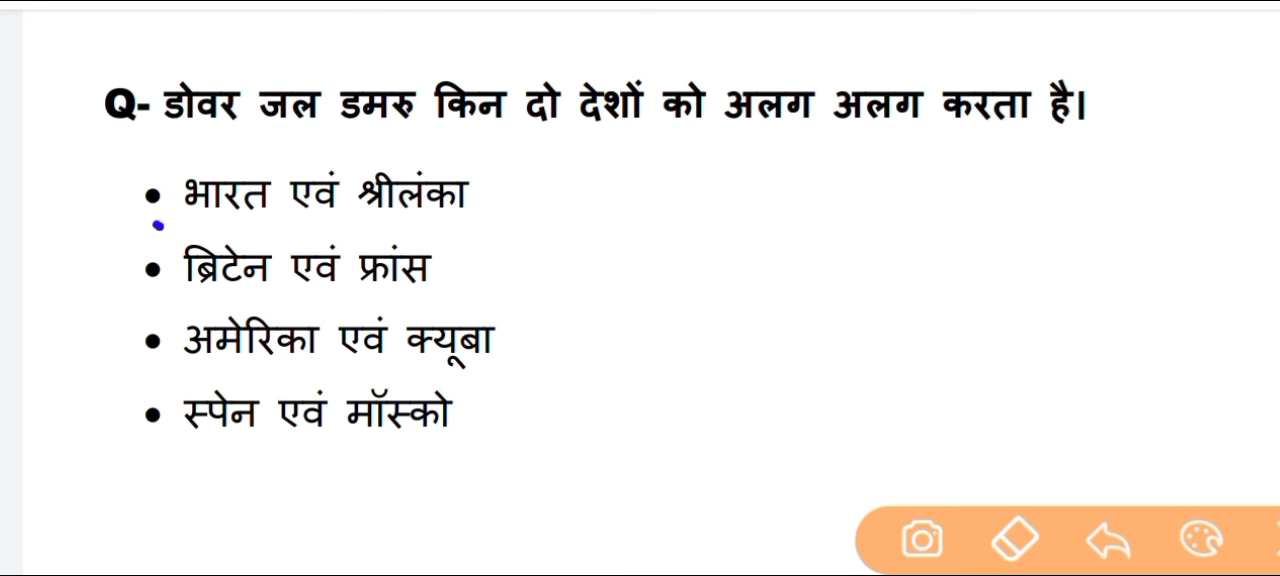 Q- डोवर जल डमरु किन दो देशों को अलग अलग करता है।
• भारत एवं श्रीलंका
• ब्रिटेन एवं फ्रांस
• अमेरिका एवं क्यूबा
• स्पेन एवं मॉस्को